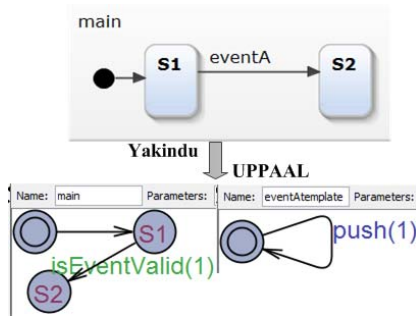 main
S1 eventA S2
Yakindu
UPPAAL
Name: main Parameters: Name: eventAtemplate Parameters:
S1
push(1)
isEventValid(1)
S2